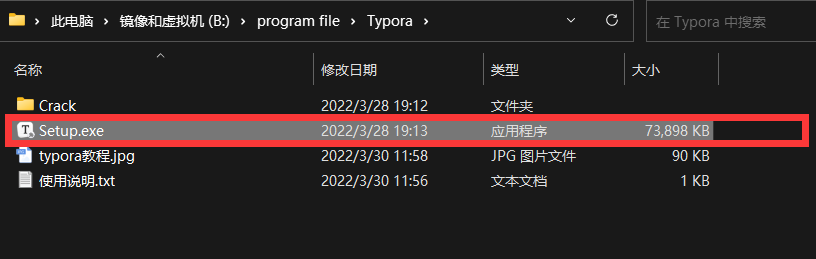 此电脑 › 镜像和虚拟机 (B:) › program file › Typora › 在 Typora 中搜索
名称 修改日期 类型 大小
Crack 2022/3/28 19:12 文件夹
Setup.exe 2022/3/28 19:13 应用程序 73,898 KB
typora教程.jpg 2022/3/30 11:58 JPG 图片文件 90 KB
使用说明.txt 2022/3/30 11:56 文本文档 1 KB